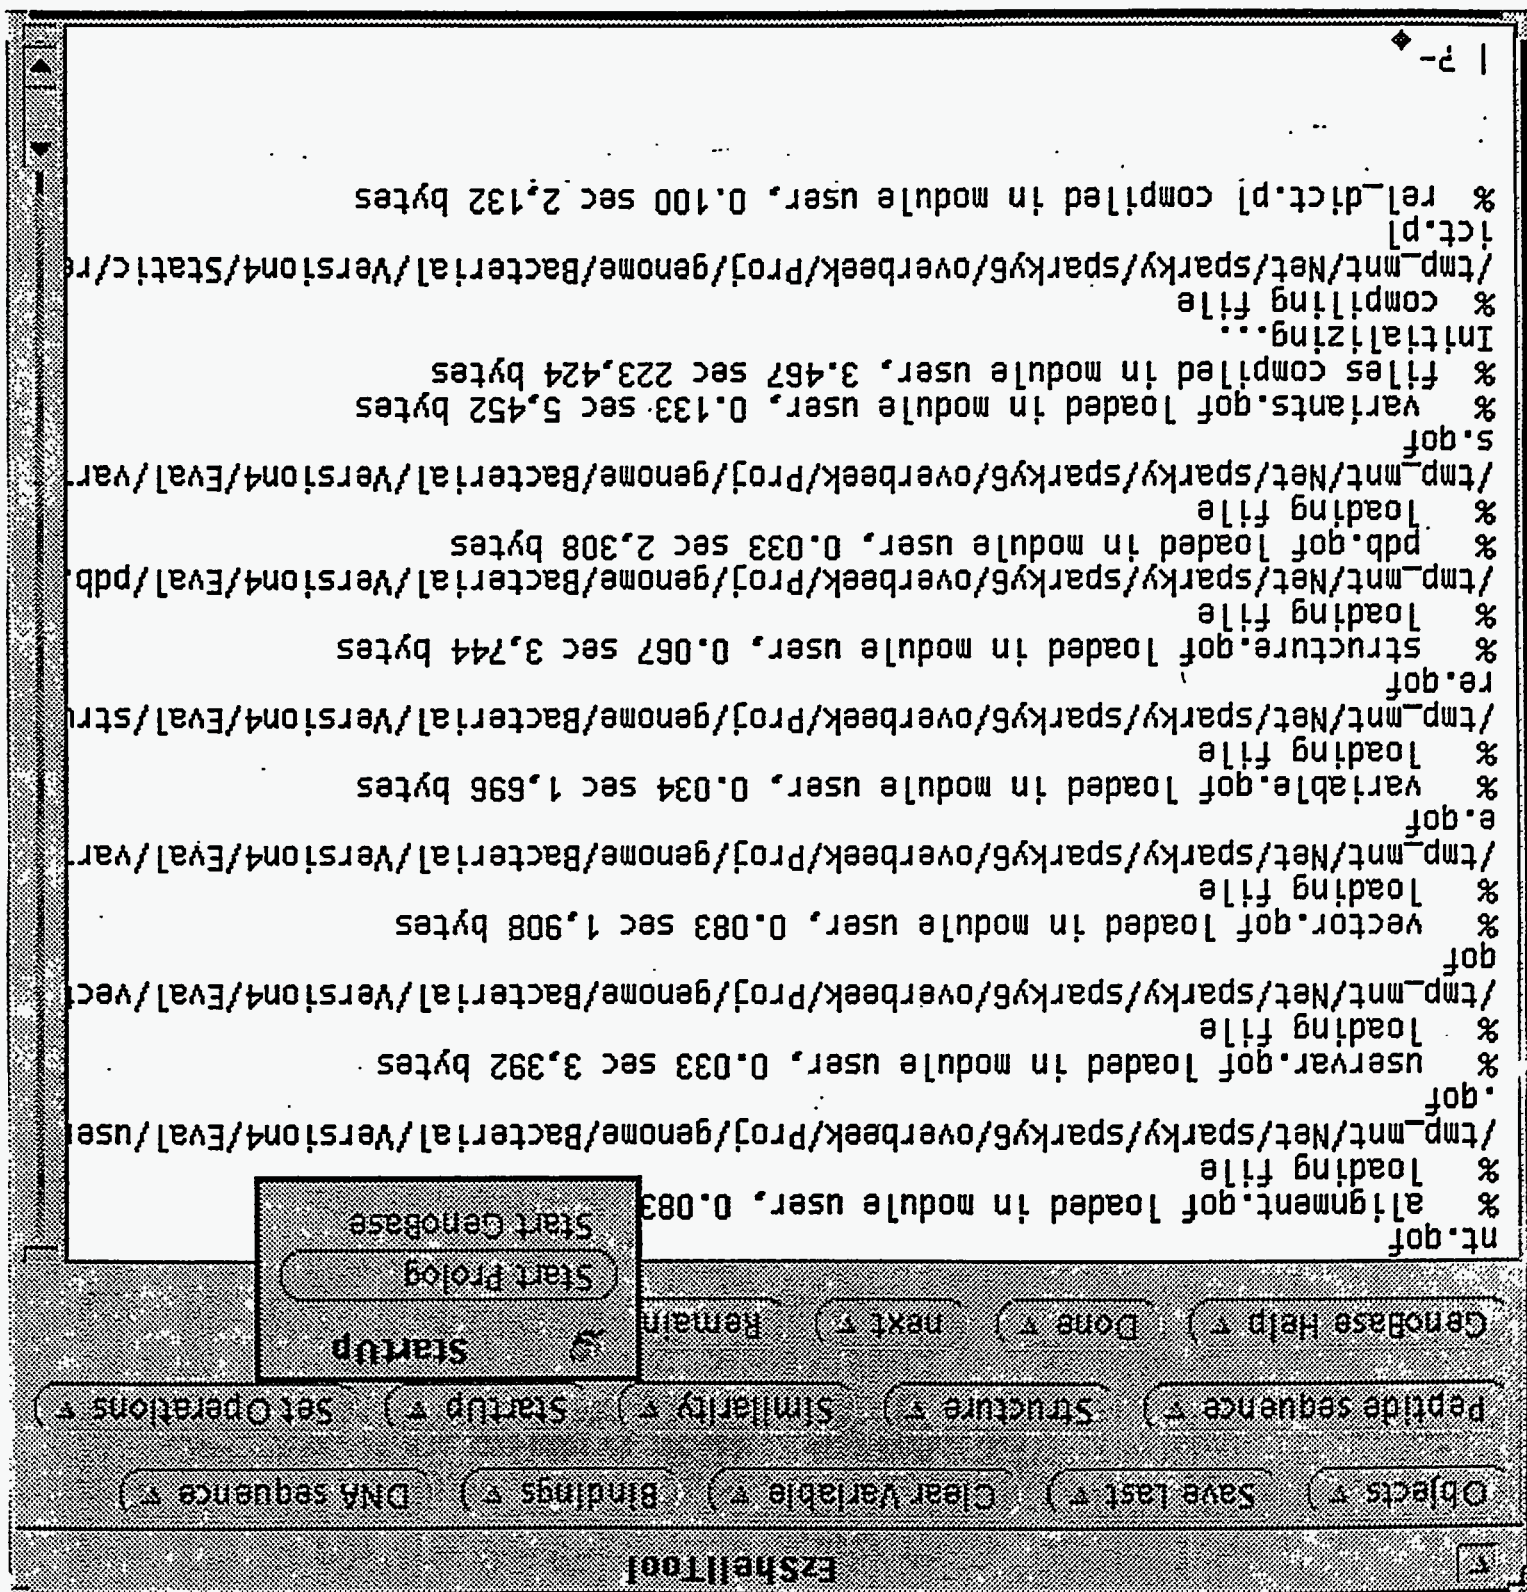 EzShellTool
Objects Save Last Clear Variable Bindings DNA sequence
Peptide sequence Structure Similarity StartUp Set Operations
GenoBase Help Done next Remain
StartUp
Start Prolog
Start GenoBase
nt.qof
%   alignment.qof loaded in module user, 0.083
%   loading file
/tmp_mnt/Net/sparky/sparky6/overbeek/Proj/genome/Bacterial/Version4/Eval/user
.qof
%   uservar.qof loaded in module user, 0.033 sec 3,392 bytes
%   loading file
/tmp_mnt/Net/sparky/sparky6/overbeek/Proj/genome/Bacterial/Version4/Eval/vect
qof
%   vector.qof loaded in module user, 0.083 sec 1,908 bytes
%   loading file
/tmp_mnt/Net/sparky/sparky6/overbeek/Proj/genome/Bacterial/Version4/Eval/var
e.qof
%   variable.qof loaded in module user, 0.034 sec 1,696 bytes
%   loading file
/tmp_mnt/Net/sparky/sparky6/overbeek/Proj/genome/Bacterial/Version4/Eval/stru
re.qof
%   structure.qof loaded in module user, 0.067 sec 3,744 bytes
%   loading file
/tmp_mnt/Net/sparky/sparky6/overbeek/Proj/genome/Bacterial/Version4/Eval/pdb.
%   pdb.qof loaded in module user, 0.033 sec 2,308 bytes
%   loading file
/tmp_mnt/Net/sparky/sparky6/overbeek/Proj/genome/Bacterial/Version4/Eval/var
s.qof
%   variants.qof loaded in module user, 0.133 sec 5,452 bytes
%  files compiled in module user, 3.467 sec 223,424 bytes
Initializing...
%  compiling file
/tmp_mnt/Net/sparky/sparky6/overbeek/Proj/genome/Bacterial/Version4/Static/re
ict.pl
%  rel_dict.pl compiled in module user, 0.100 sec 2,132 bytes
| ?-